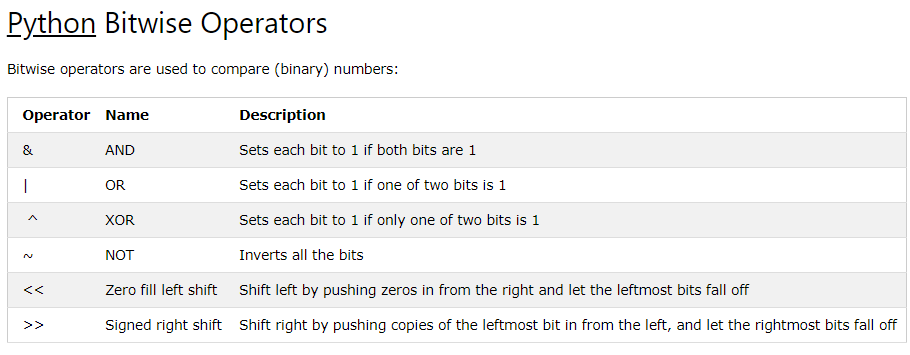 Python Bitwise Operators
Bitwise operators are used to compare (binary) numbers:
Operator Name Description
& AND Sets each bit to 1 if both bits are 1
| OR Sets each bit to 1 if one of two bits is 1
^ XOR Sets each bit to 1 if only one of two bits is 1
~ NOT Inverts all the bits
<< Zero fill left shift Shift left by pushing zeros in from the right and let the leftmost bits fall off
>> Signed right shift Shift right by pushing copies of the leftmost bit in from the left, and let the rightmost bits fall off